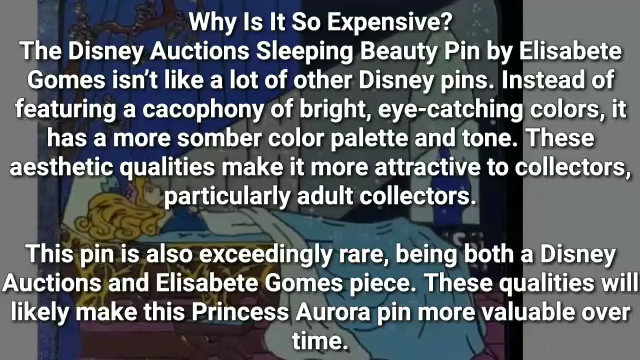 Why Is It So Expensive?
The Disney Auctions Sleeping Beauty Pin by Elisabete
Gomes isn't like a lot of other Disney pins. Instead of
featuring a cacophony of bright, eye-catching colors, it
has a more somber color palette and tone. These
aesthetic qualities make it more attractive to collectors,
particularly adult collectors.
This pin is also exceedingly rare, being both a Disney
Auctions and Elisabete Gomes piece. These qualities will
likely make this Princess Aurora pin more valuable over
time.